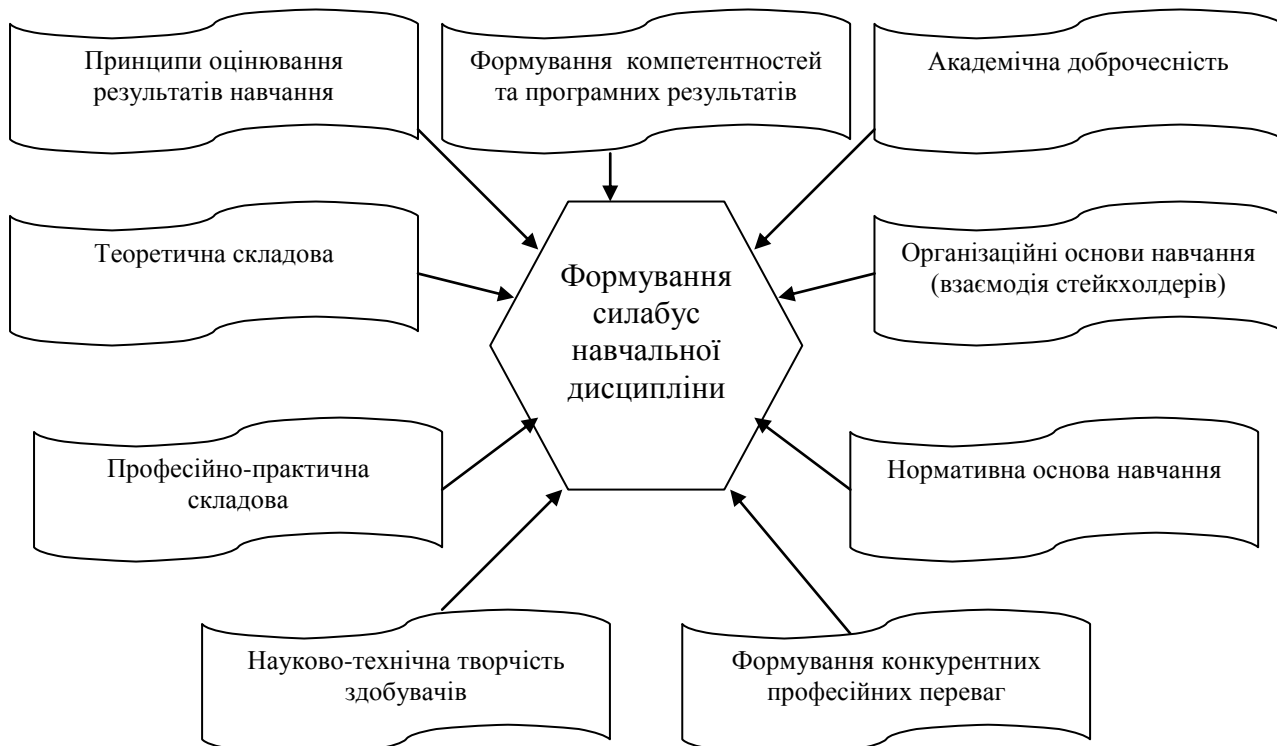 Принципи оцінювання
результатів навчання
Формування компетентностей
та програмних результатів
Академічна доброчесність
Теоретична складова
Формування
силабус
навчальної
дисципліни
Організаційні основи навчання
(взаємодія стейкхолдерів)
Професійно-практична
складова
Нормативна основа навчання
Науково-технічна творчість
здобувачів
Формування конкурентних
професійних переваг